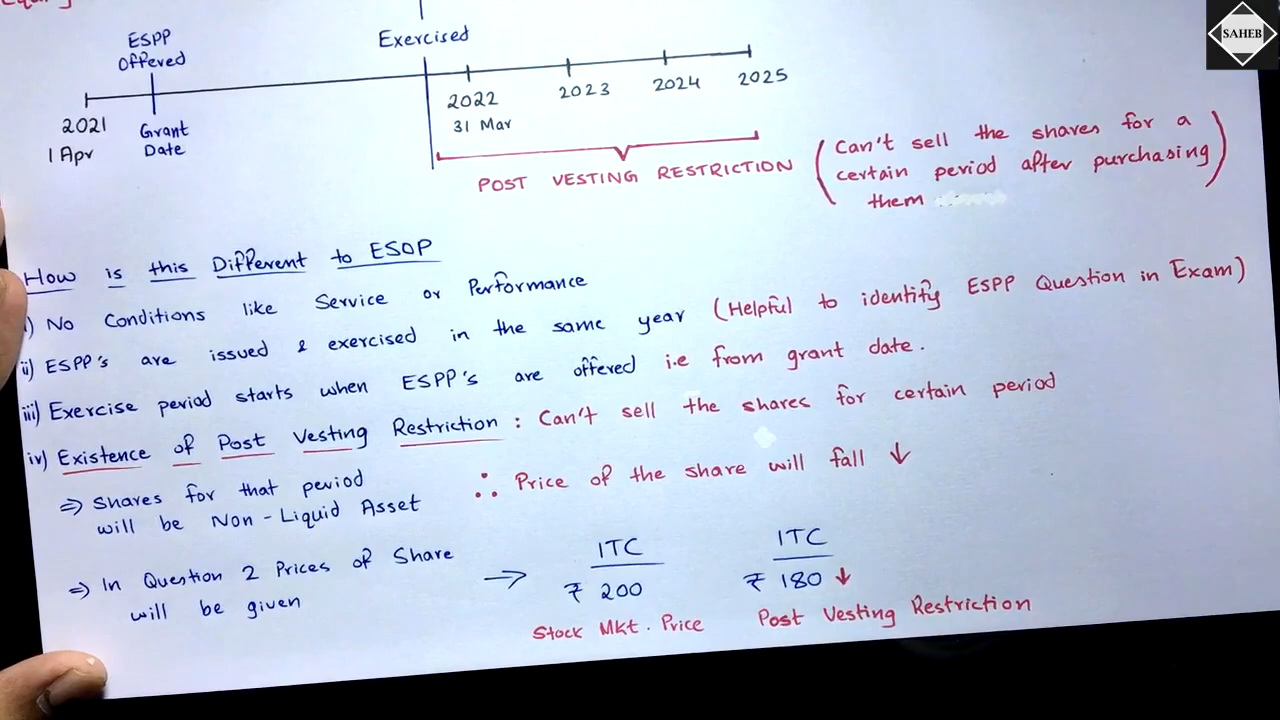 SAHEB
ESPP
Offered
Exercised
2021
1 Apr
Grant
Date
2022
31 Mar
2023
2024
2025
POST VESTING RESTRICTION
(Can't sell the shares for a
certain period after purchasing
them)
How is this Different to ESOP
i) No Conditions like Service or Performance
ii) ESPP's are issued & exercised in the same year (Helpful to identify ESPP Question in Exam)
iii) Exercise period starts when ESPP's are offered i.e from grant date.
iv) Existence of Post Vesting Restriction : Can't sell the shares for certain period
⇒ Shares for that period
will be Non-Liquid Asset
∴ Price of the share will fall ↓
⇒ In Question 2 Prices of Share
will be given
→
ITC
₹ 200
Stock Mkt. Price
ITC
₹ 180 ↓
Post Vesting Restriction